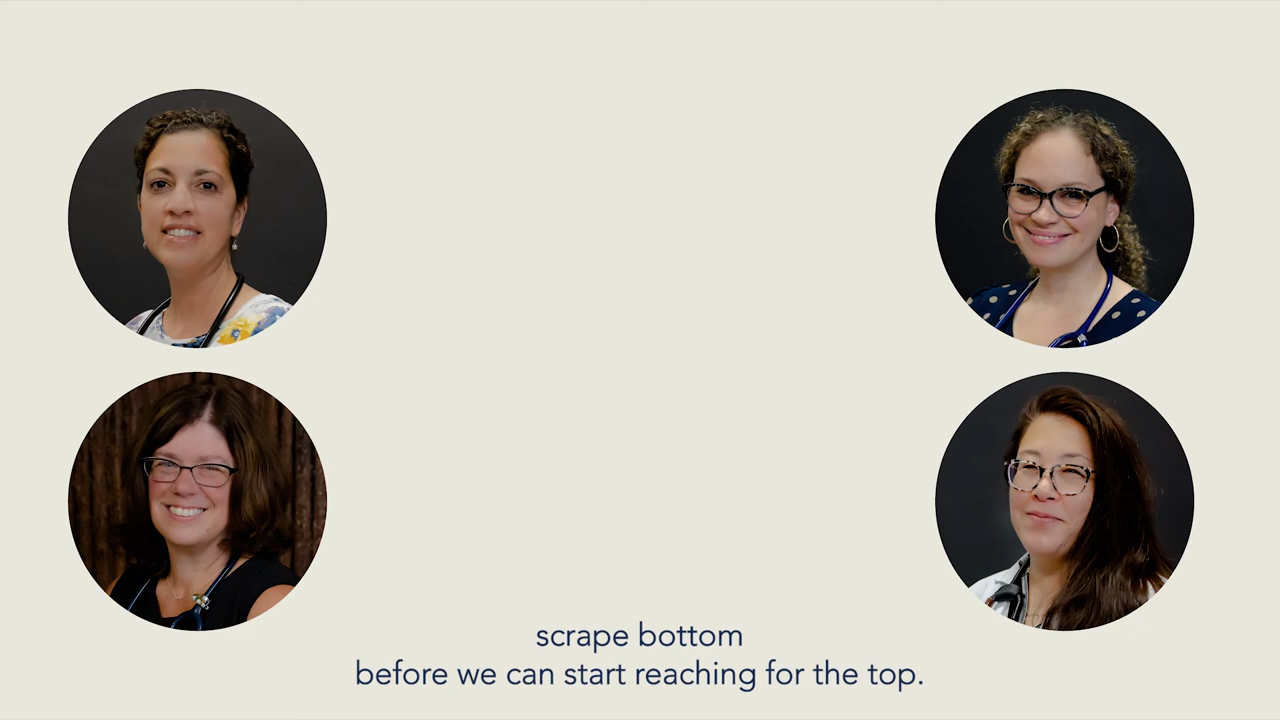 scrape bottom
before we can start reaching for the top.